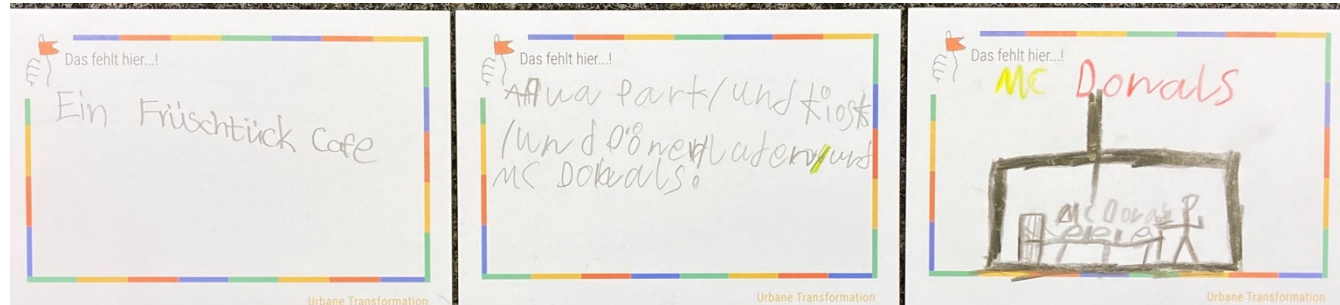 Das fehlt hier...!
Ein Früschtück Cafe
Urbane Transformation
Das fehlt hier...!
Aqua Park/und kiosk
/und Dönerladen/und
MC Donals.
Urbane Transformation
Das fehlt hier...!
MC Donals
MC Donals
Urbane Transformation